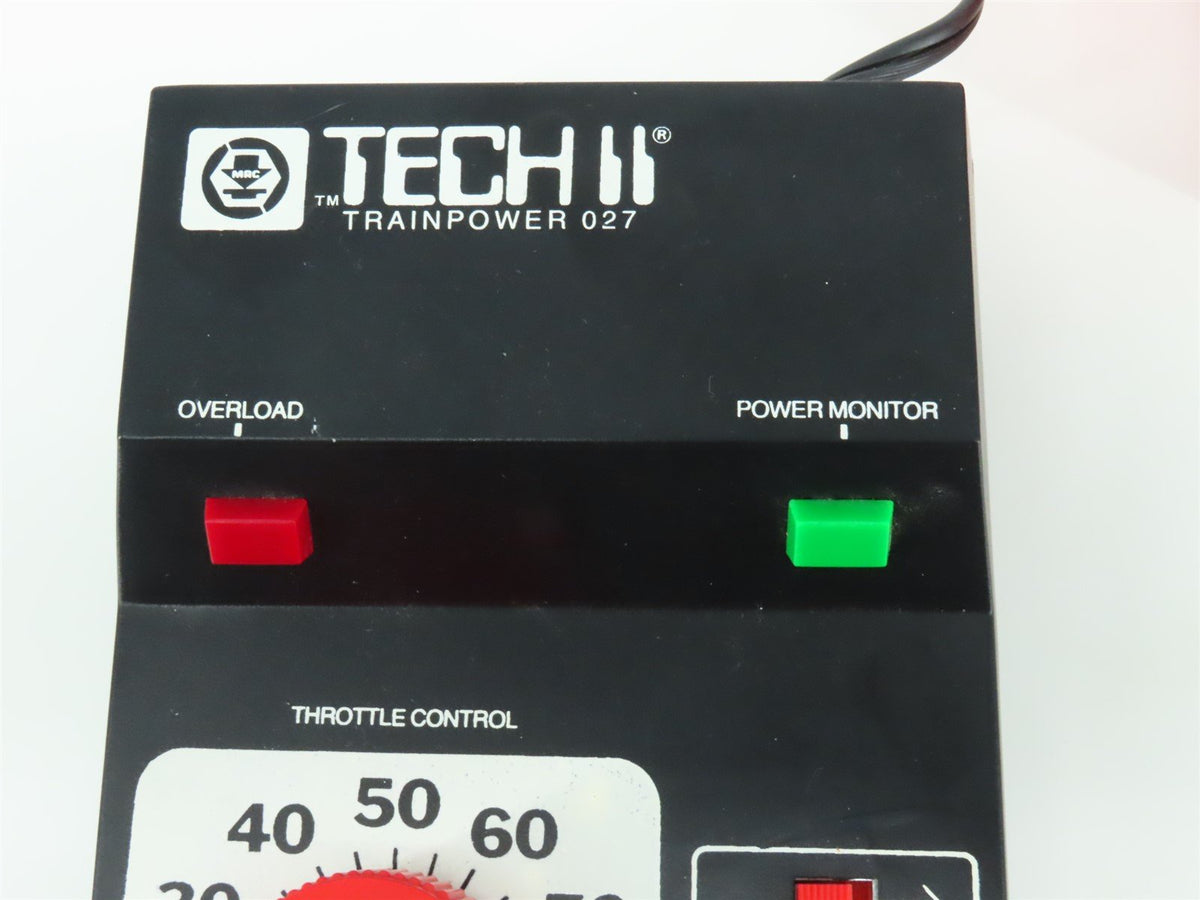 MRC
TECH II®
™
TRAINPOWER 027
OVERLOAD
POWER MONITOR
THROTTLE CONTROL
50
40
60